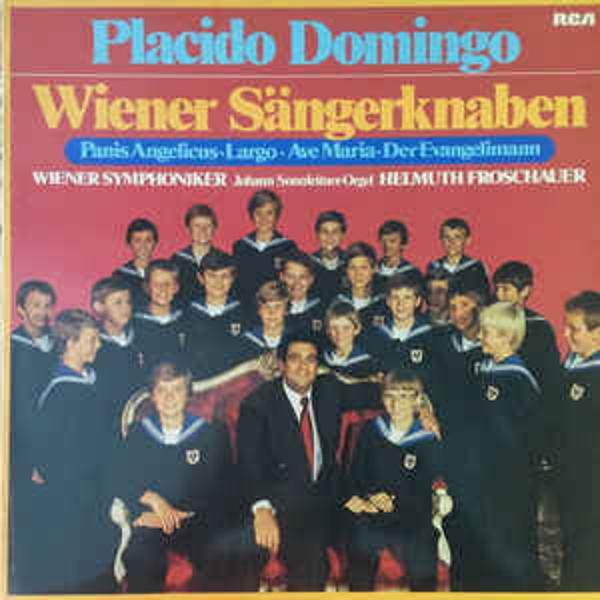 RCA
Placido Domingo
Wiener Sängerknaben
Panis Angelicus · Largo · Ave Maria · Der Evangelimann
WIENER SYMPHONIKER Johann Sonnleitner-Orgel HELMUTH FROSCHAUER